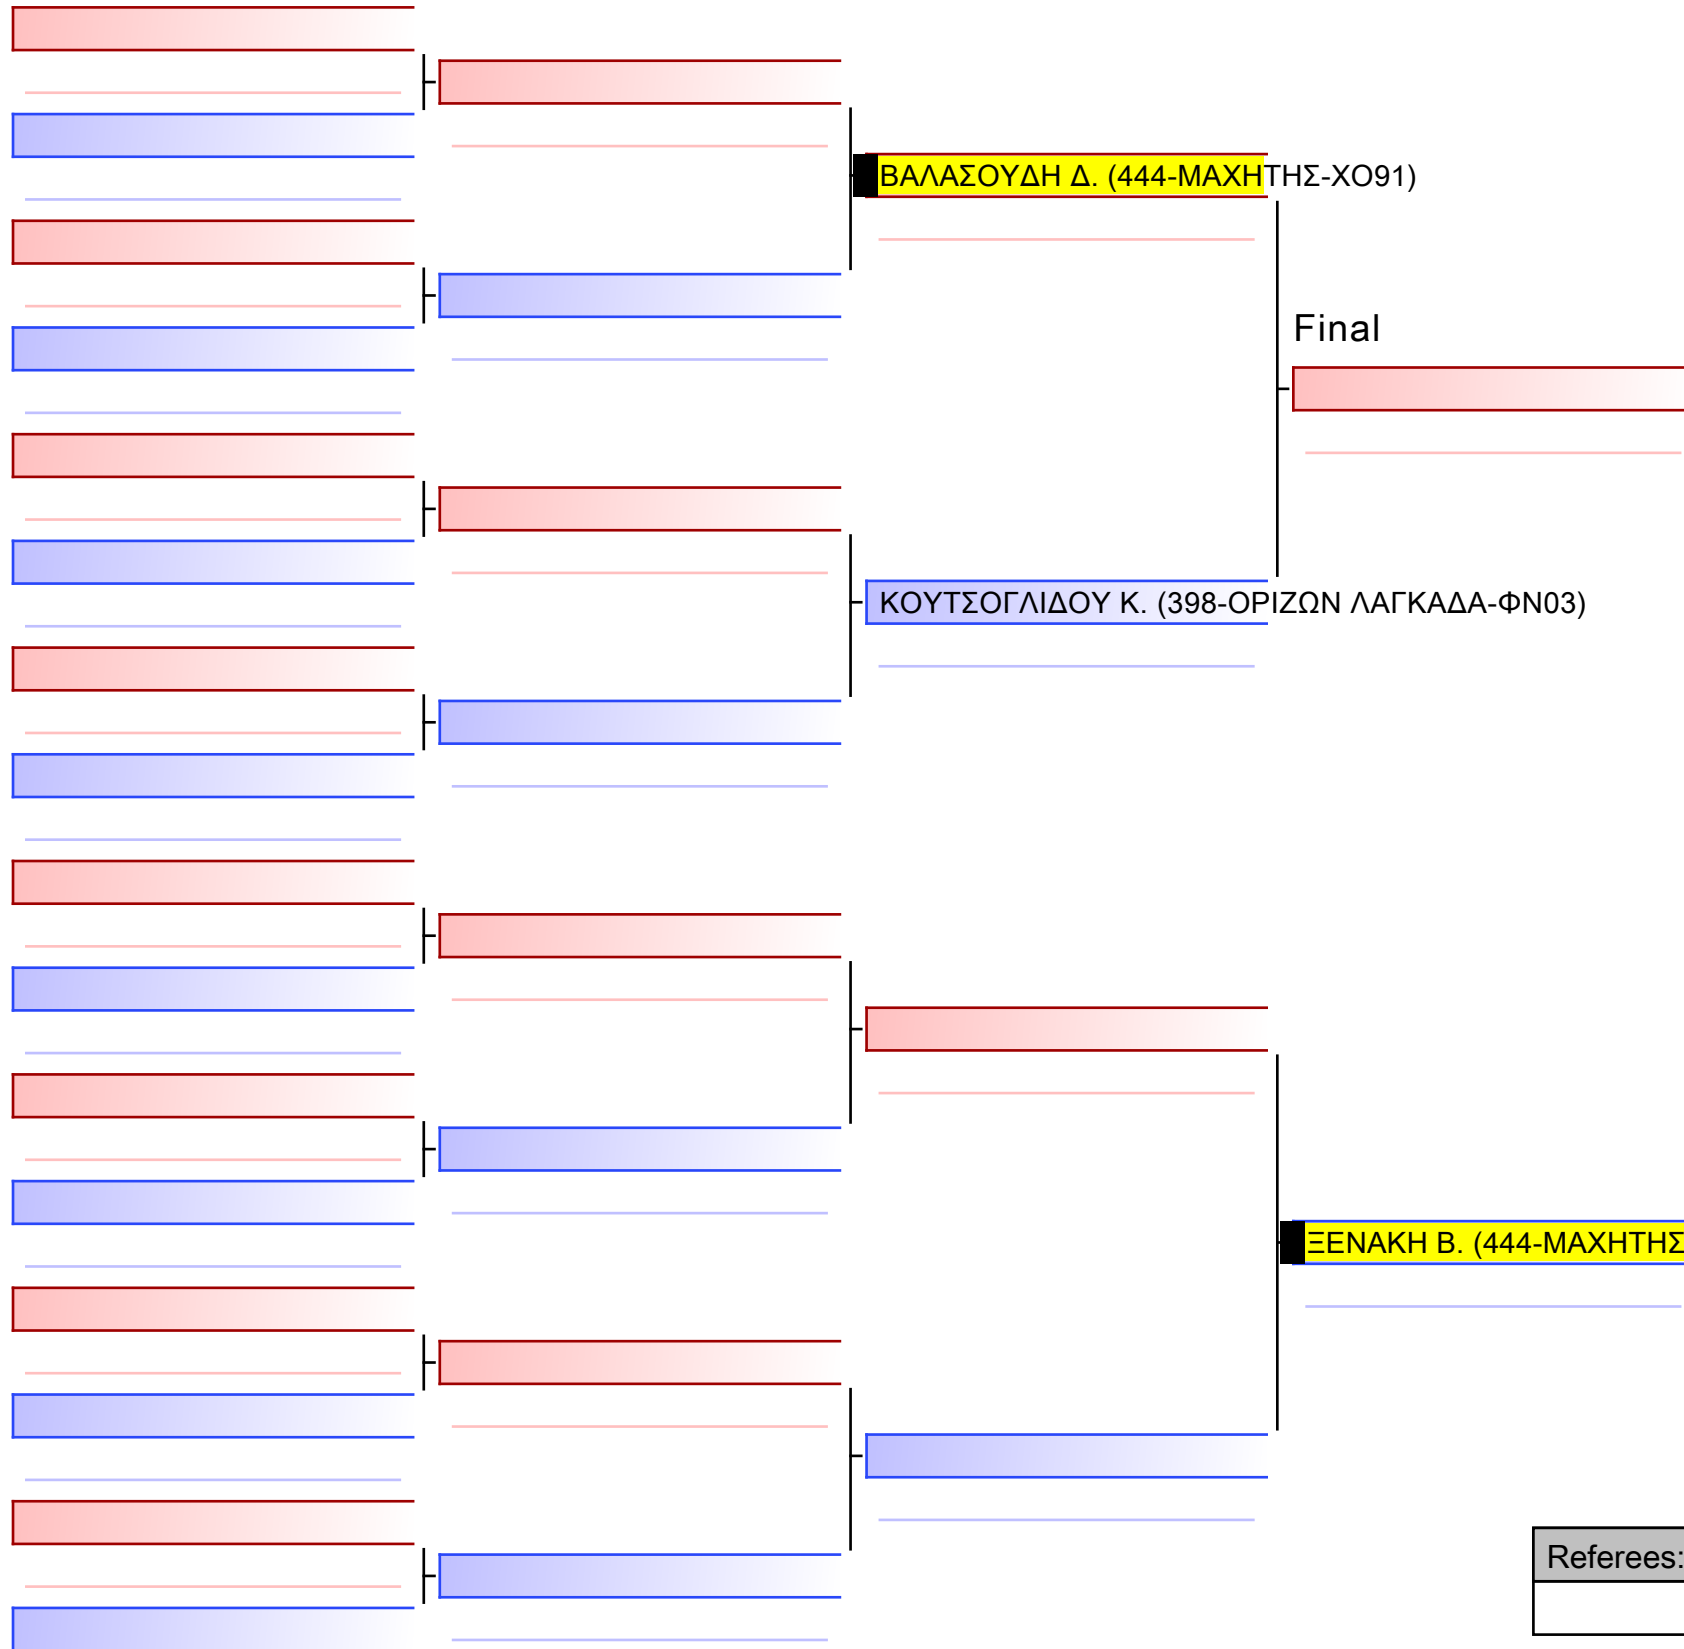 ΒΑΛΑΣΟΥΔΗ Δ. (444-ΜΑΧΗΤΗΣ-ΧΟ91)
Final
ΚΟΥΤΣΟΓΛΙΔΟΥ Κ. (398-ΟΡΙΖΩΝ ΛΑΓΚΑΔΑ-ΦΝ03)
ΞΕΝΑΚΗ Β. (444-ΜΑΧΗΤΗΣ
Referees: